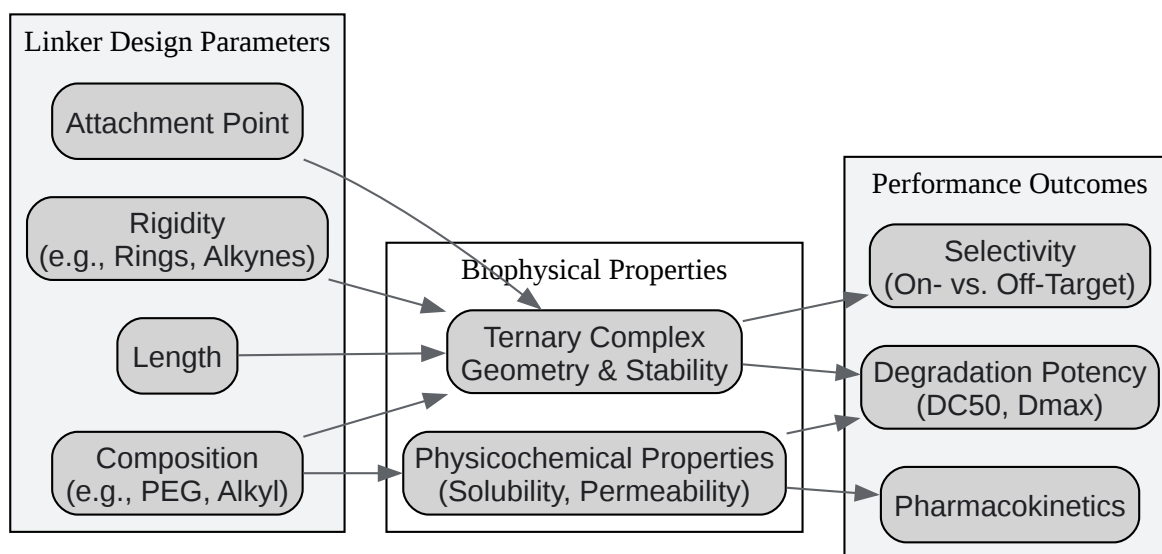 Linker Design Parameters
Attachment Point
Rigidity
(e.g., Rings, Alkynes)
Length
Composition
(e.g., PEG, Alkyl)
Biophysical Properties
Ternary Complex
Geometry & Stability
Physicochemical Properties
(Solubility, Permeability)
Performance Outcomes
Selectivity
(On- vs. Off-Target)
Degradation Potency
(DC50, Dmax)
Pharmacokinetics